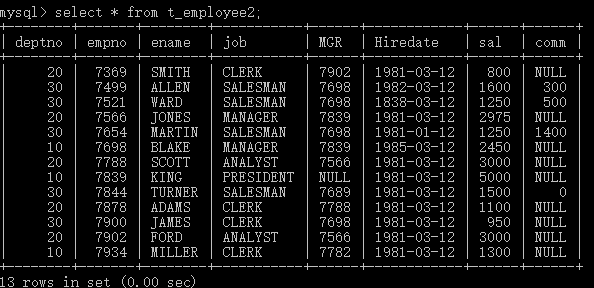 mysql> select * from t_employee2;
+--------+-------+--------+-----------+------+------------+------+------+
| deptno | empno | ename | job | MGR | Hiredate | sal | comm |
+--------+-------+--------+-----------+------+------------+------+------+
| 20 | 7369 | SMITH | CLERK | 7902 | 1981-03-12 | 800 | NULL |
| 30 | 7499 | ALLEN | SALESMAN | 7698 | 1982-03-12 | 1600 | 300 |
| 30 | 7521 | WARD | SALESMAN | 7698 | 1838-03-12 | 1250 | 500 |
| 20 | 7566 | JONES | MANAGER | 7839 | 1981-03-12 | 2975 | NULL |
| 30 | 7654 | MARTIN | SALESMAN | 7698 | 1981-01-12 | 1250 | 1400 |
| 10 | 7698 | BLAKE | MANAGER | 7839 | 1985-03-12 | 2450 | NULL |
| 20 | 7788 | SCOTT | ANALYST | 7566 | 1981-03-12 | 3000 | NULL |
| 10 | 7839 | KING | PRESIDENT | NULL | 1981-03-12 | 5000 | NULL |
| 30 | 7844 | TURNER | SALESMAN | 7689 | 1981-03-12 | 1500 | 0 |
| 20 | 7878 | ADAMS | CLERK | 7788 | 1981-03-12 | 1100 | NULL |
| 30 | 7900 | JAMES | CLERK | 7698 | 1981-03-12 | 950 | NULL |
| 20 | 7902 | FORD | ANALYST | 7566 | 1981-03-12 | 3000 | NULL |
| 10 | 7934 | MILLER | CLERK | 7782 | 1981-03-12 | 1300 | NULL |
+--------+-------+--------+-----------+------+------------+------+------+
13 rows in set (0.00 sec)